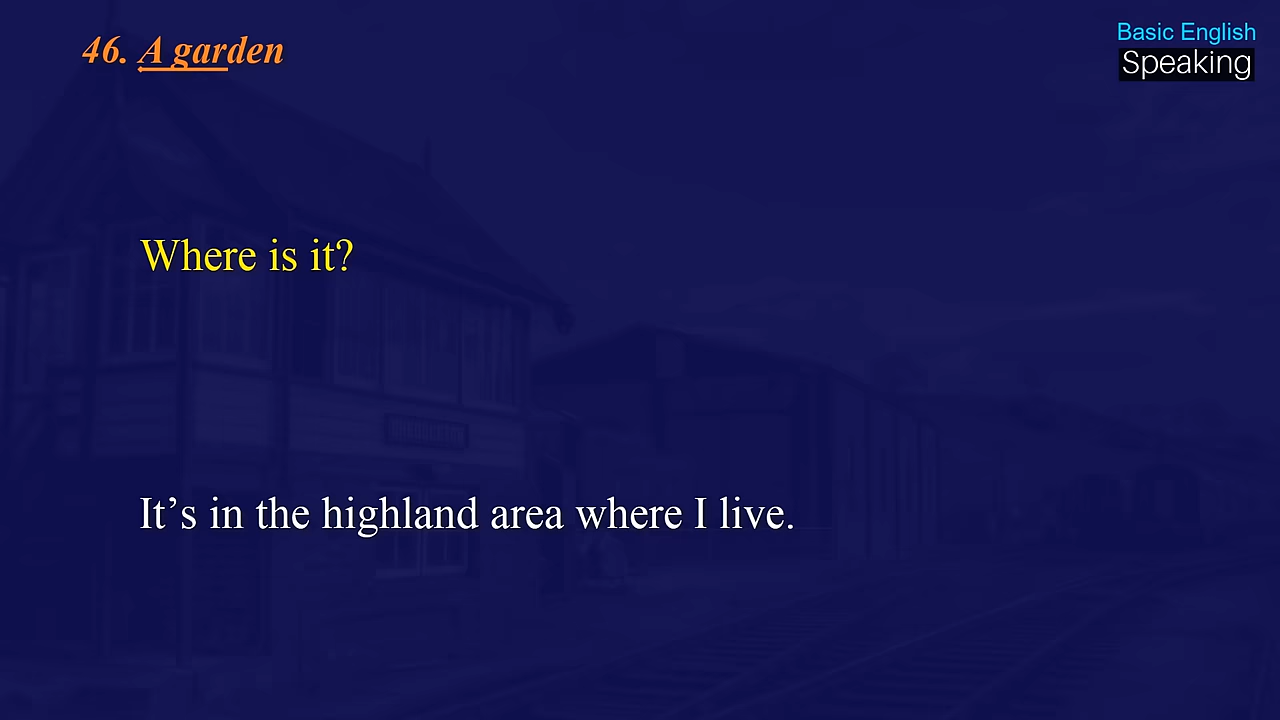 46. A garden
Basic English
Speaking
Where is it?
It’s in the highland area where I live.